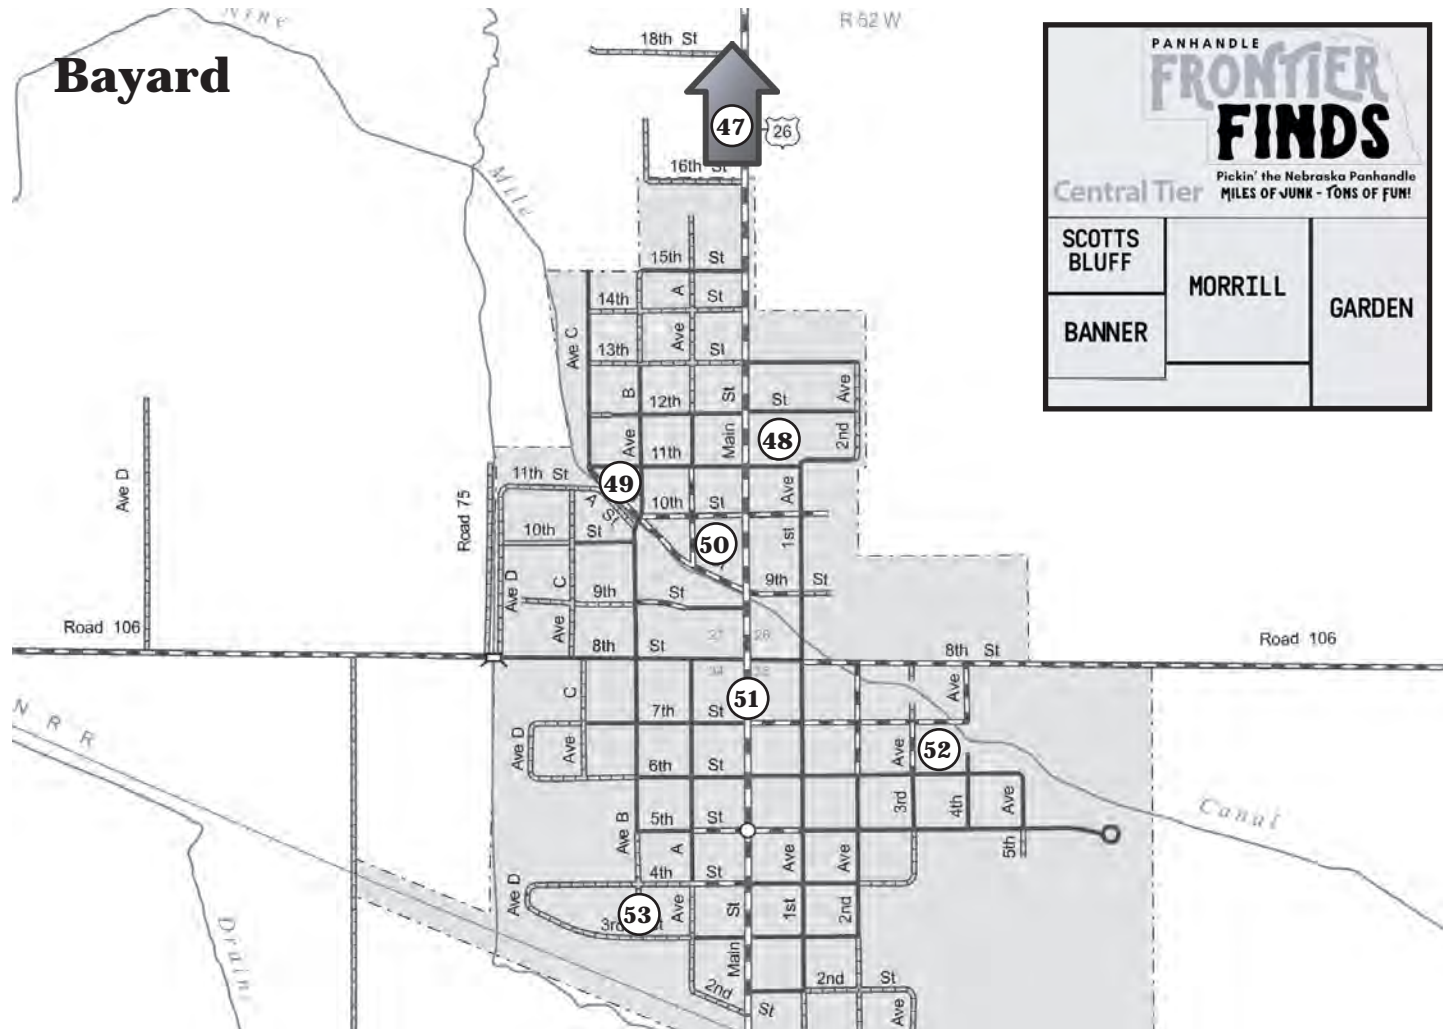 Nine
R 62 W
Bayard
18th St
PANHANDLE
FRONTIER
FINDS
Pickin' the Nebraska Panhandle
MILES OF JUNK - TONS OF FUN!
Central Tier
SCOTTS
BLUFF
MORRILL
GARDEN
BANNER
47
26
16th St
Mile
15th St
A
14th St
Ave C
Ave
13th St
B
12th St
St
Ave
Ave
11th
Main
48
2nd
Ave D
Road 75
11th St
49
A St
10th St
Ave
10th St
50
1st
9th St
Ave D
C
9th St
Ave
Road 106
8th St
27
26
34
35
8th St
Road 106
C
7th St
51
Ave
N R R
Ave D
Ave
6th St
Ave
52
3rd
4th
Ave
Canal
Ave B
5th St
5th
A
Ave
Ave
4th St
Ave D
53
3rd St
Ave
St
1st
2nd
Drain
Main
2nd St
2nd St
Ave